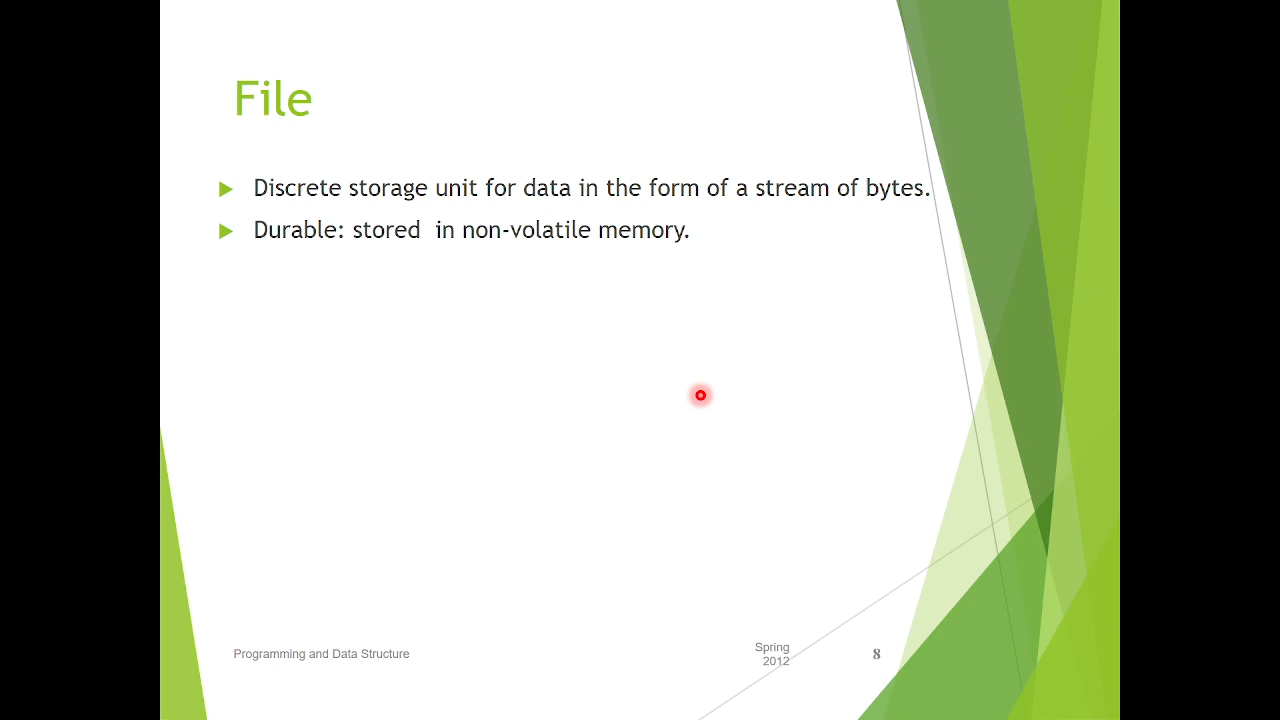 File
Discrete storage unit for data in the form of a stream of bytes.
Durable: stored  in non-volatile memory.
Programming and Data Structure
Spring
2012
8